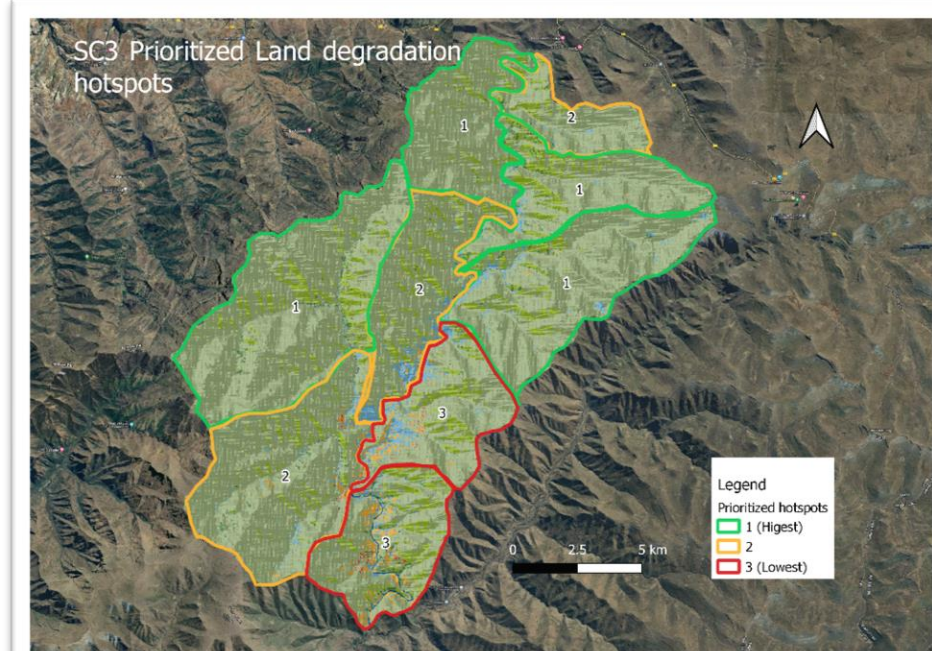 SC3 Prioritized Land degradation
hotspots
1
2
1
1
2
1
3
2
3
0 2.5 5 km
Legend
Prioritized hotspots
1 (Higest)
2
3 (Lowest)